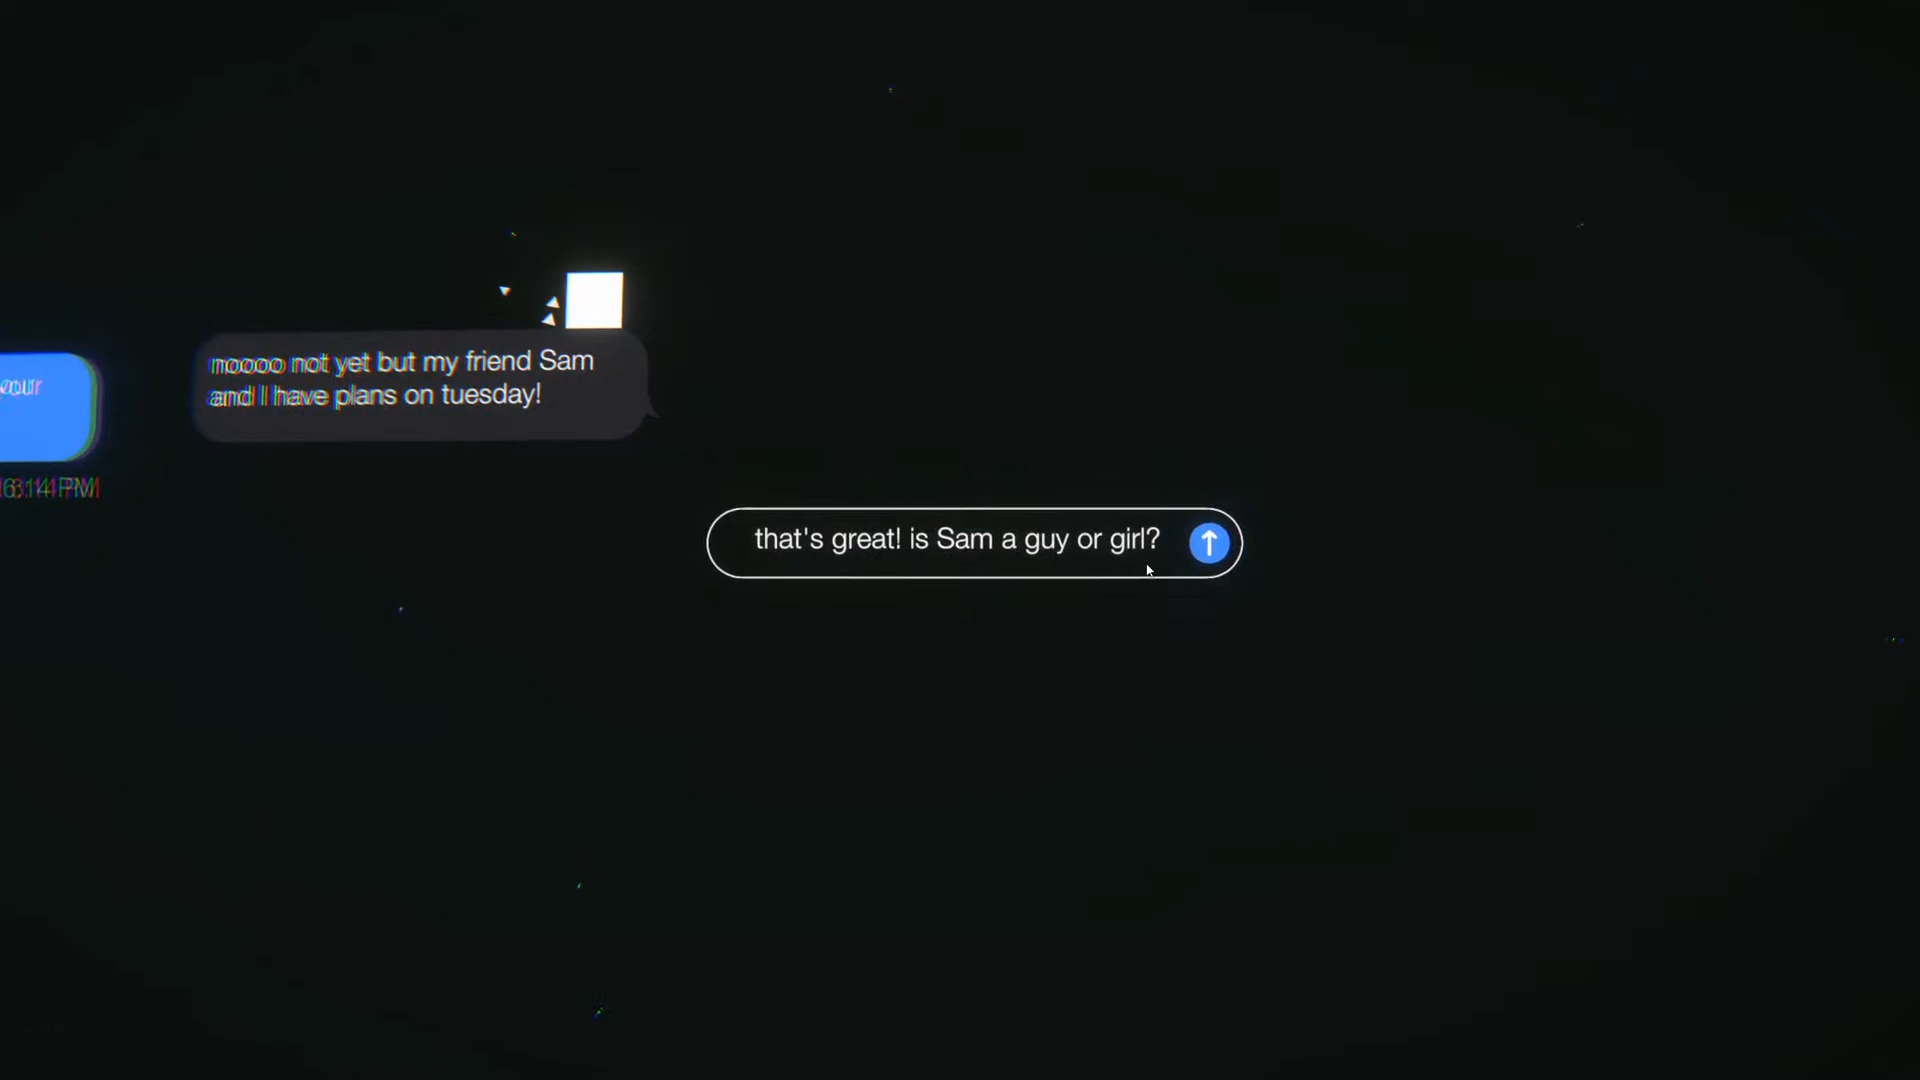 noooo not yet but my friend Sam
and I have plans on tuesday!
that's great! is Sam a guy or girl?